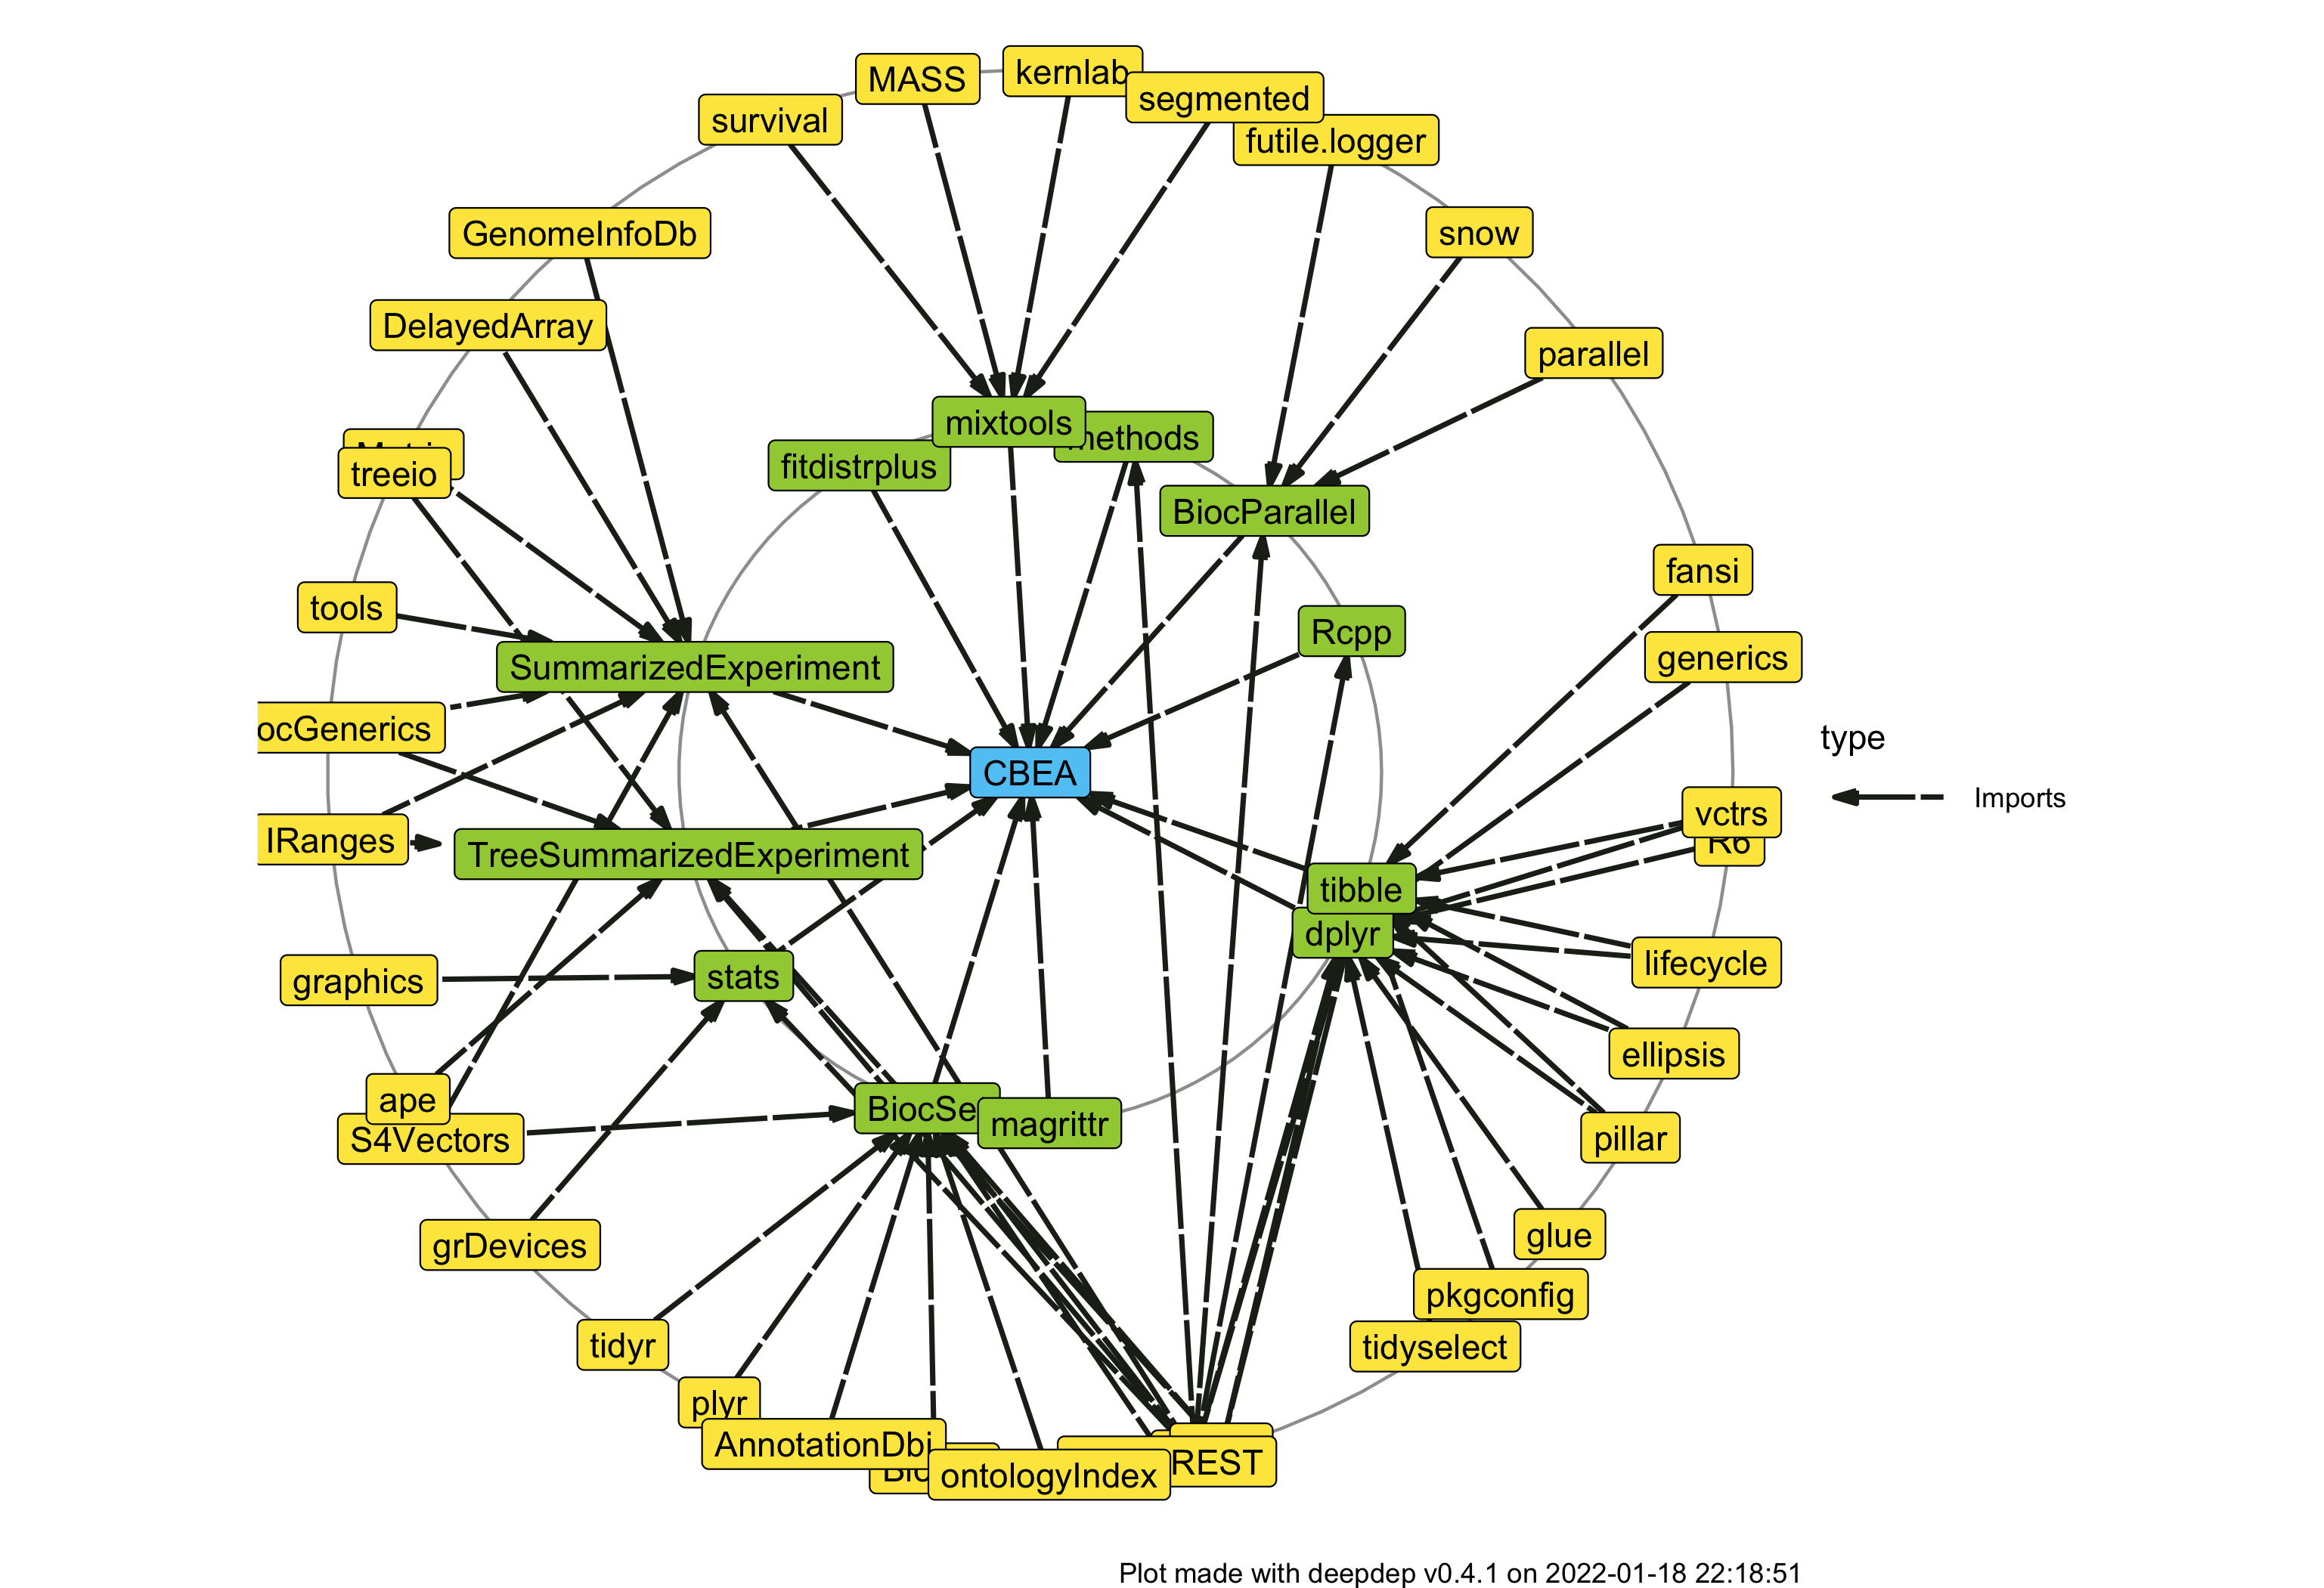 kernlab
MASS
segmented
survival
futile.logger
snow
GenomeInfoDb
DelayedArray
parallel
mixtools
methods
fitdistrplus
treeio
BiocParallel
fansi
tools
Rcpp
generics
SummarizedExperiment
ocGenerics
type
CBEA
Imports
vctrs
IRanges
R6
TreeSummarizedExperiment
tibble
dplyr
lifecycle
stats
graphics
ellipsis
ape
BiocSe
magrittr
S4Vectors
pillar
glue
grDevices
pkgconfig
tidyr
tidyselect
plyr
AnnotationDbi
REST
ontologyIndex
Plot made with deepdep v0.4.1 on 2022-01-18 22:18:51